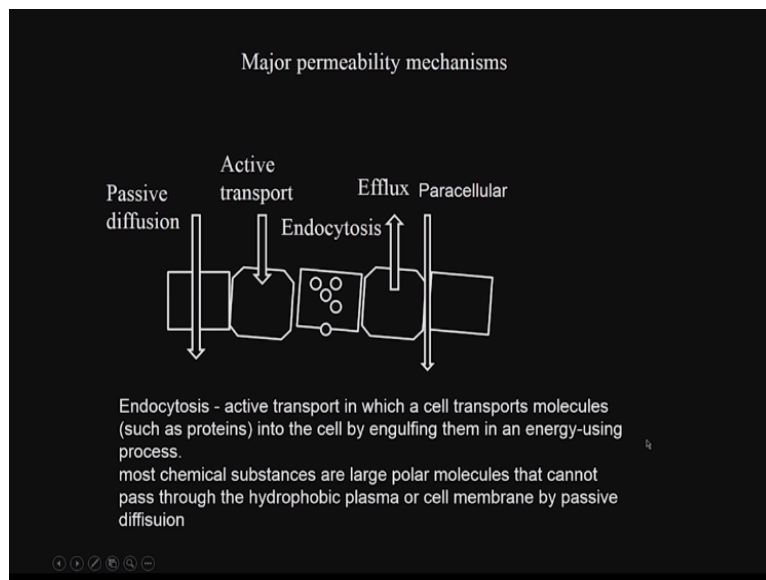 Major permeability mechanisms
Active
transport
Passive
diffusion
Efflux
Paracellular
Endocytosis
Endocytosis - active transport in which a cell transports molecules
(such as proteins) into the cell by engulfing them in an energy-using
process.
most chemical substances are large polar molecules that cannot
pass through the hydrophobic plasma or cell membrane by passive
diffisuion